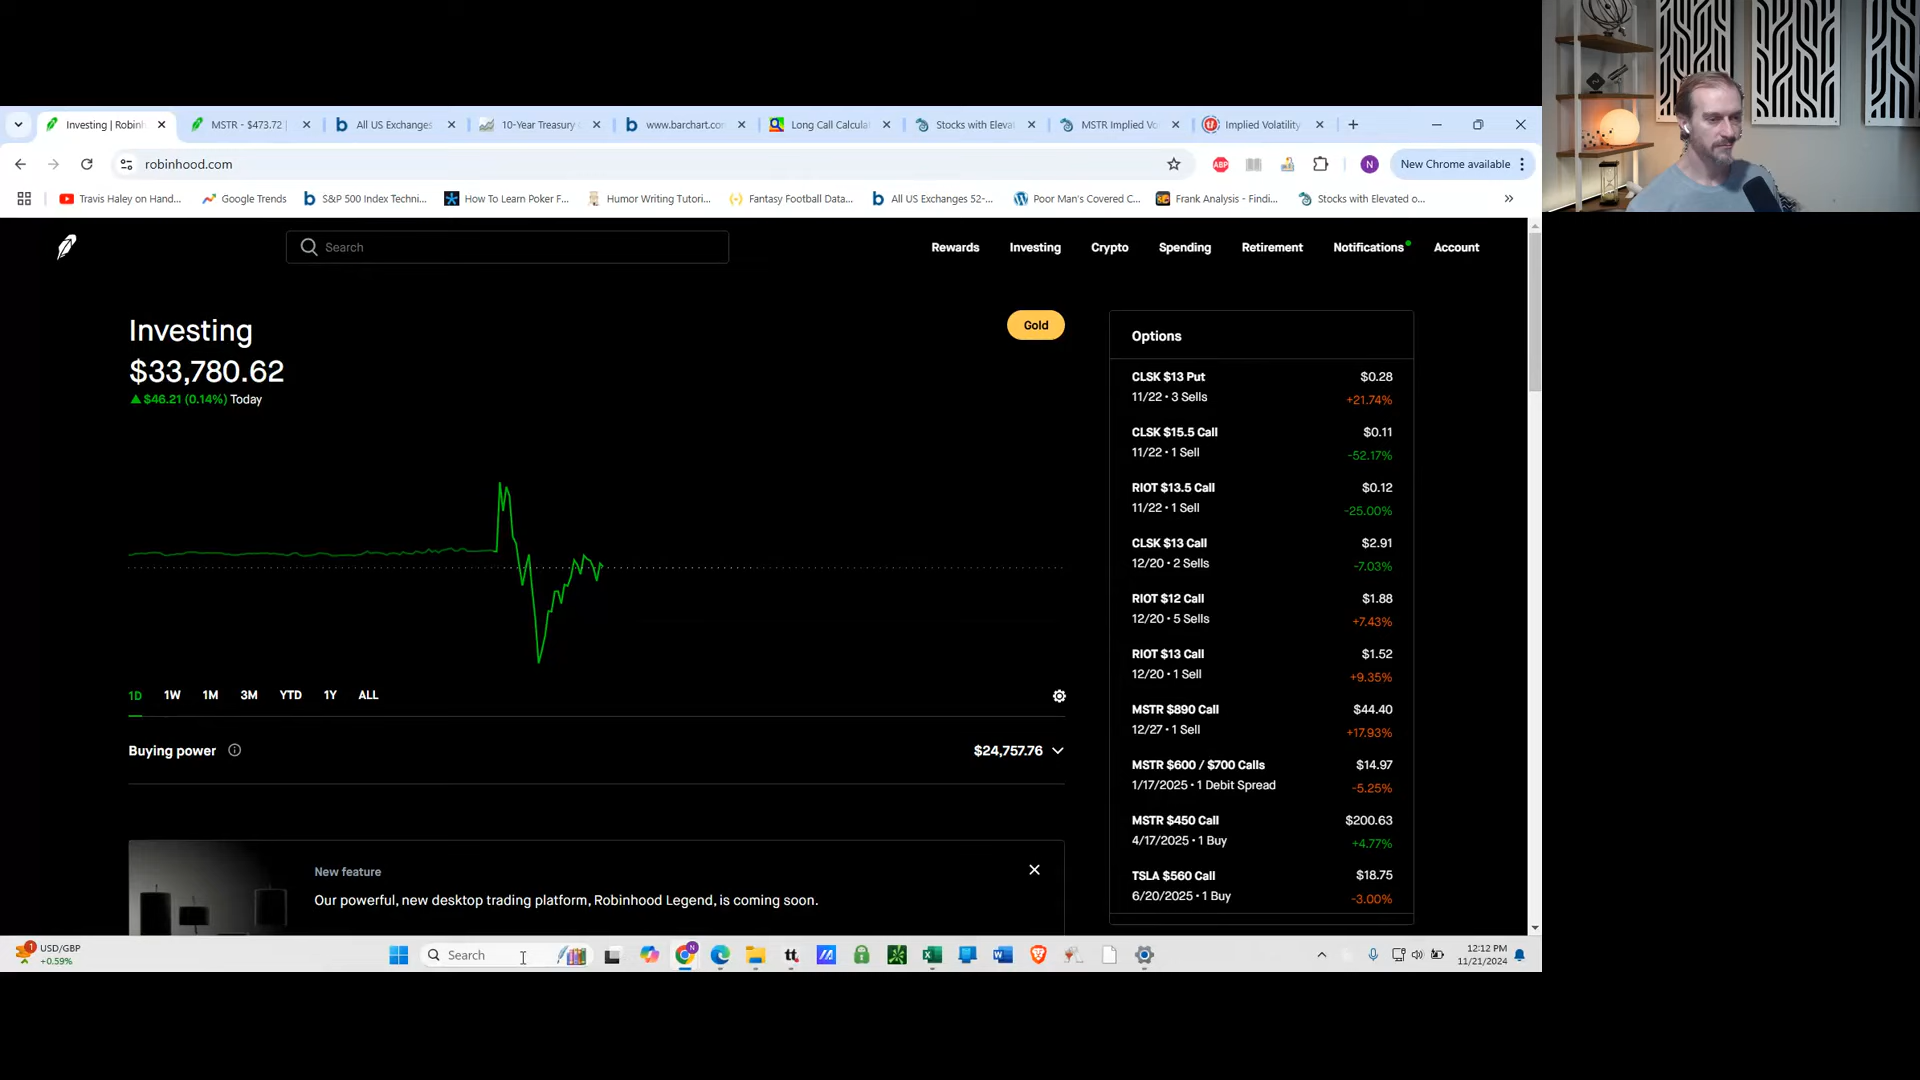 Investing | Robinh
MSTR - $473.72 |
All US Exchanges
10-Year Treasury
www.barchart.com
Long Call Calcula
Stocks with Eleva
MSTR Implied Vo
Implied Volatility
robinhood.com
ABP
N
New Chrome available
Travis Haley on Hand...
Google Trends
S&P 500 Index Techni...
How To Learn Poker F...
Humor Writing Tutori...
Fantasy Football Data...
All US Exchanges 52-...
Poor Man's Covered C...
Frank Analysis - Findi...
Stocks with Elevated o...
Search
Rewards
Investing
Crypto
Spending
Retirement
Notifications
Account
Investing
$33,780.62
$46.21 (0.14%) Today
Gold
1D 1W 1M 3M YTD 1Y ALL
Buying power
$24,757.76
New feature
Our powerful, new desktop trading platform, Robinhood Legend, is coming soon.
Options
CLSK $13 Put $0.28
11/22 • 3 Sells +21.74%
CLSK $15.5 Call $0.11
11/22 • 1 Sell -52.17%
RIOT $13.5 Call $0.12
11/22 • 1 Sell -25.00%
CLSK $13 Call $2.91
12/20 • 2 Sells -7.03%
RIOT $12 Call $1.88
12/20 • 5 Sells +7.43%
RIOT $13 Call $1.52
12/20 • 1 Sell +9.35%
MSTR $890 Call $44.40
12/27 • 1 Sell +17.93%
MSTR $600 / $700 Calls $14.97
1/17/2025 • 1 Debit Spread -5.25%
MSTR $450 Call $200.63
4/17/2025 • 1 Buy +4.77%
TSLA $560 Call $18.75
6/20/2025 • 1 Buy -3.00%
1
USD/GBP
+0.59%
Search
N
tt
12:12 PM
11/21/2024